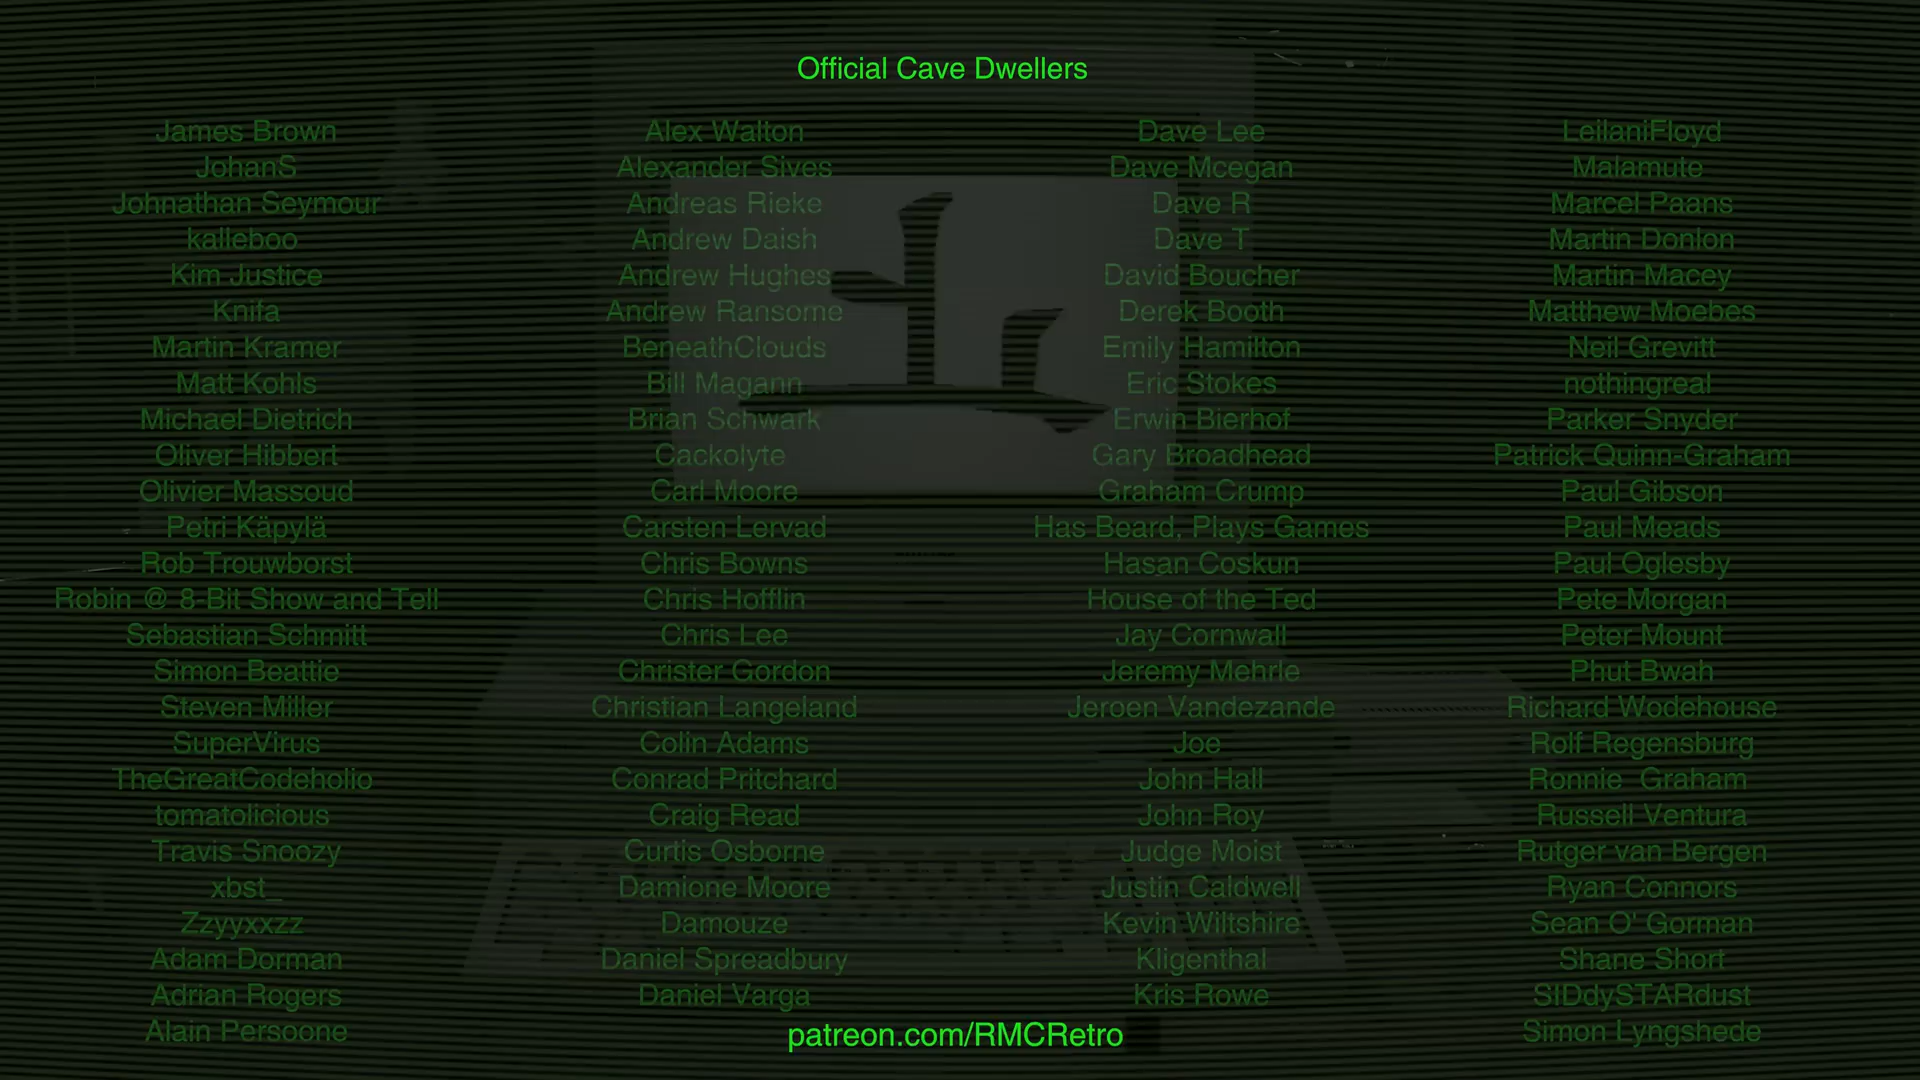 Official Cave Dwellers
James Brown
JohanS
Johnathan Seymour
kalleboo
Kim Justice
Knifa
Martin Kramer
Matt Kohls
Michael Dietrich
Oliver Hibbert
Olivier Massoud
Petri Käpylä
Rob Trouwborst
Robin @ 8-Bit Show and Tell
Sebastian Schmitt
Simon Beattie
Steven Miller
SuperVirus
TheGreatCodeholio
tomatolicious
Travis Snoozy
xbst_
Zzyyxxzz
Adam Dorman
Adrian Rogers
Alain Persoone
Alex Walton
Alexander Sives
Andreas Rieke
Andrew Daish
Andrew Hughes
Andrew Ransome
BeneathClouds
Bill Magann
Brian Schwark
Cackolyte
Carl Moore
Carsten Lervad
Chris Bowns
Chris Hofflin
Chris Lee
Christer Gordon
Christian Langeland
Colin Adams
Conrad Pritchard
Craig Read
Curtis Osborne
Damione Moore
Damouze
Daniel Spreadbury
Daniel Varga
Dave Lee
Dave Mcegan
Dave R
Dave T
David Boucher
Derek Booth
Emily Hamilton
Eric Stokes
Erwin Bierhof
Gary Broadhead
Graham Crump
Has Beard, Plays Games
Hasan Coskun
House of the Ted
Jay Cornwall
Jeremy Mehrle
Jeroen Vandezande
Joe
John Hall
John Roy
Judge Moist
Justin Caldwell
Kevin Wiltshire
Kligenthal
Kris Rowe
LeilaniFloyd
Malamute
Marcel Paans
Martin Donlon
Martin Macey
Matthew Moebes
Neil Grevitt
nothingreal
Parker Snyder
Patrick Quinn-Graham
Paul Gibson
Paul Meads
Paul Oglesby
Pete Morgan
Peter Mount
Phut Bwah
Richard Wodehouse
Rolf Regensburg
Ronnie  Graham
Russell Ventura
Rutger van Bergen
Ryan Connors
Sean O' Gorman
Shane Short
SIDdySTARdust
Simon Lyngshede
patreon.com/RMCRetro